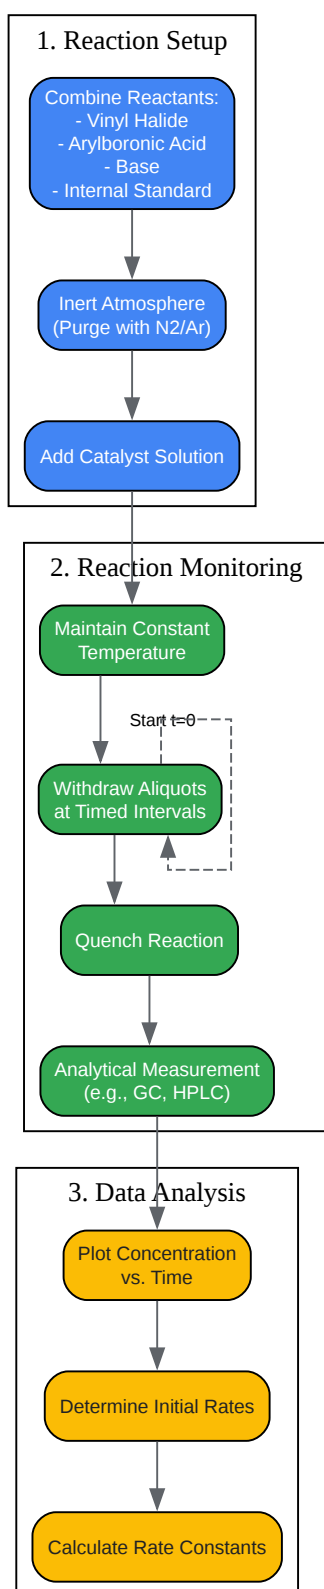 1. Reaction Setup
Combine Reactants:
- Vinyl Halide
- Arylboronic Acid
- Base
- Internal Standard
Inert Atmosphere
(Purge with N2/Ar)
Add Catalyst Solution
2. Reaction Monitoring
Maintain Constant
Temperature
Start t=0
Withdraw Aliquots
at Timed Intervals
Quench Reaction
Analytical Measurement
(e.g., GC, HPLC)
3. Data Analysis
Plot Concentration
vs. Time
Determine Initial Rates
Calculate Rate Constants